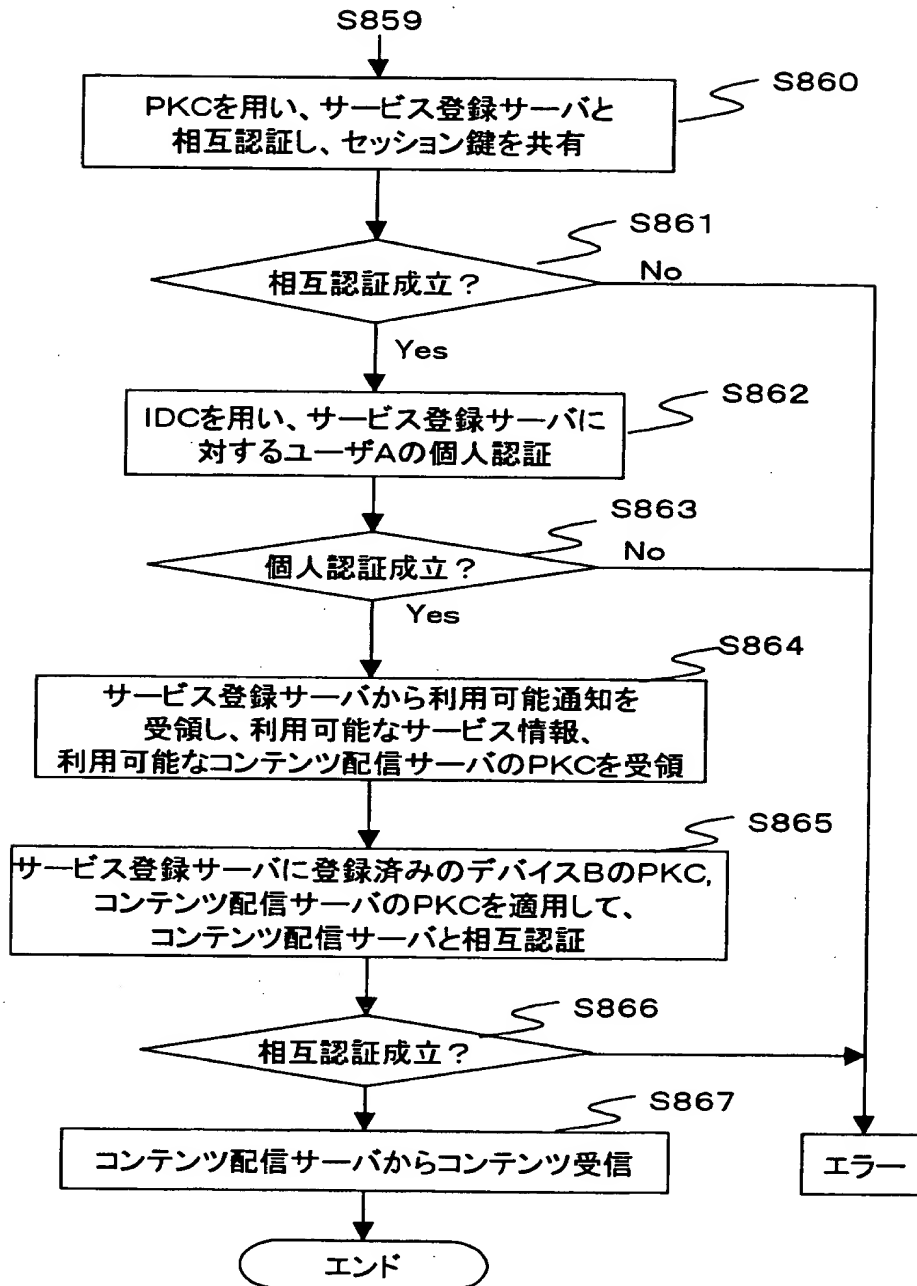 S859
S860
PKCを用い、サービス登録サーバと
相互認証し、セッション鍵を共有
S861
相互認証成立？
No
Yes
S862
IDCを用い、サービス登録サーバに
対するユーザAの個人認証
S863
個人認証成立？
No
Yes
S864
サービス登録サーバから利用可能通知を
受領し、利用可能なサービス情報、
利用可能なコンテンツ配信サーバのPKCを受領
S865
サービス登録サーバに登録済みのデバイスBのPKC,
コンテンツ配信サーバのPKCを適用して、
コンテンツ配信サーバと相互認証
S866
相互認証成立？
S867
コンテンツ配信サーバからコンテンツ受信
エラー
エンド